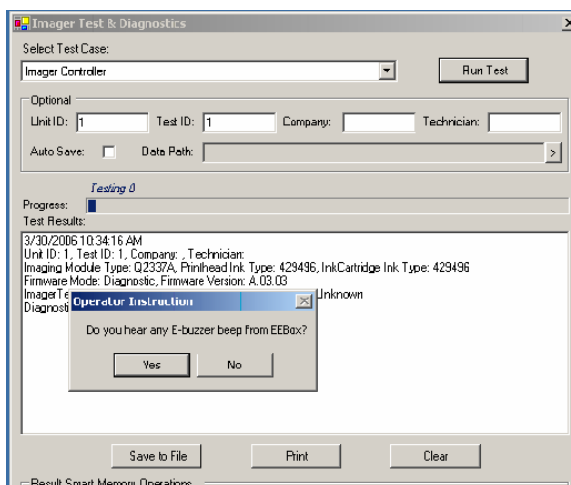 Imager Test & Diagnostics
Select Test Case:
Imager Controller
Run Test
Optional
Unit ID: 1 Test ID: 1 Company: Technician:
Auto Save: Data Path: >
Testing 0
Progress:
Test Results:
3/30/2006 10:34:16 AM
Unit ID: 1, Test ID: 1, Company: , Technician:
Imaging Module Type: Q2337A, Printhead Ink Type: 429496, InkCartridge Ink Type: 429496
Firmware Mode: Diagnostic, Firmware Version: A.03.03
ImagerTe Unknown
Diagnosti
Operator Instruction
Do you hear any E-buzzer beep from EEBox?
Yes No
Save to File Print Clear
Result Smart Memory Operations